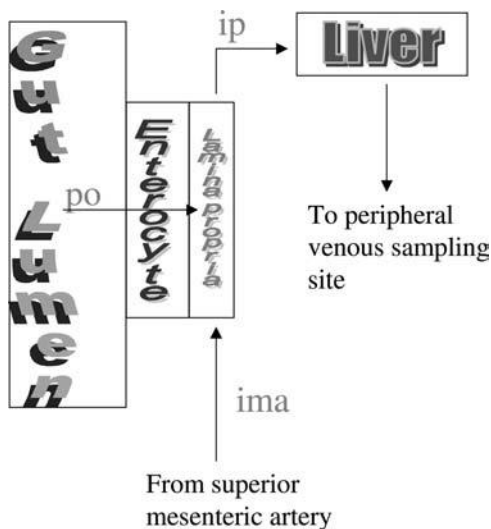 Gut Lumen
po
Enterocyte
Lamina propria
ip
Liver
To peripheral
venous sampling
site
ima
From superior
mesenteric artery